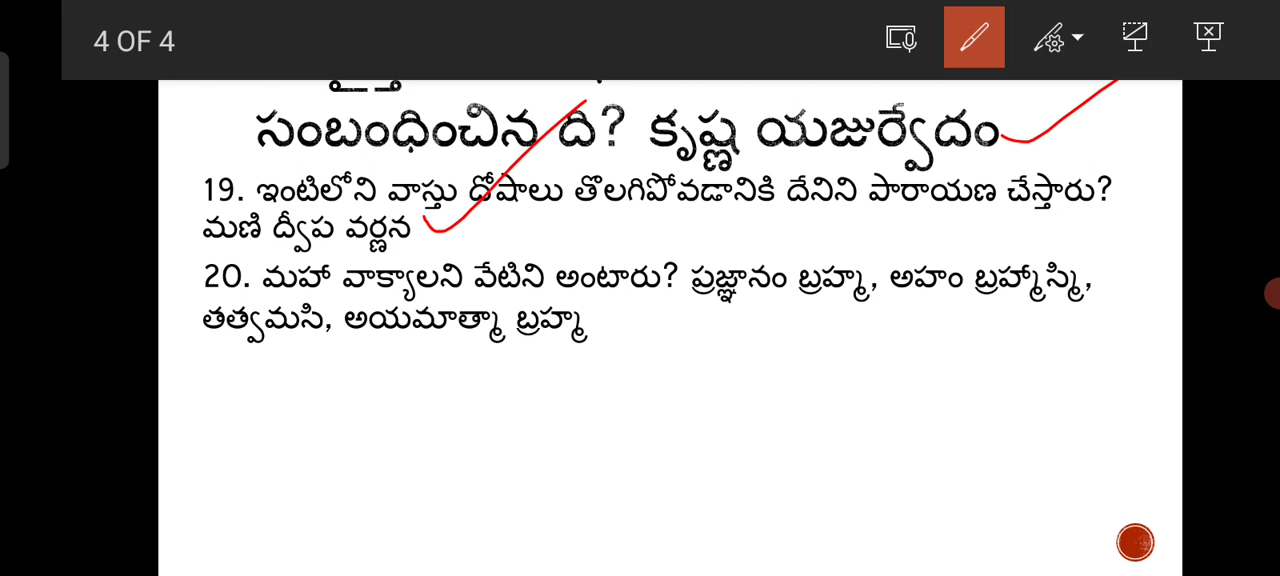 4 OF 4
సంబంధించిన ది? కృష్ణ యజుర్వేదం
19. ఇంటిలోని వాస్తు దోషాలు తొలగిపోవడానికి దేనిని పారాయణ చేస్తారు?
మణి ద్వీప వర్ణన
20. మహా వాక్యాలని వేటిని అంటారు? ప్రజ్ఞానం బ్రహ్మ, అహం బ్రహ్మాస్మి,
తత్వమసి, అయమాత్మా బ్రహ్మ